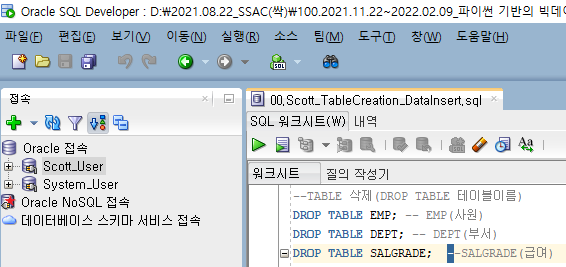 Oracle SQL Developer : D:₩2021.08.22_SSAC(싹)₩100.2021.11.22~2022.02.09_파이썬 기반의 빅데
파일(F) 편집(E) 보기(V) 이동(N) 실행(R) 소스 팀(M) 도구(T) 창(W) 도움말(H)
접속
Oracle 접속
Scott_User
System_User
Oracle NoSQL 접속
데이터베이스 스키마 서비스 접속
00,Scott_TableCreation_DataInsert,sql
SQL 워크시트(W) 내역
워크시트 질의 작성기
--TABLE 삭제(DROP TABLE 테이블이름)
DROP TABLE EMP; -- EMP(사원)
DROP TABLE DEPT; -- DEPT(부서)
DROP TABLE SALGRADE; --SALGRADE(급여)